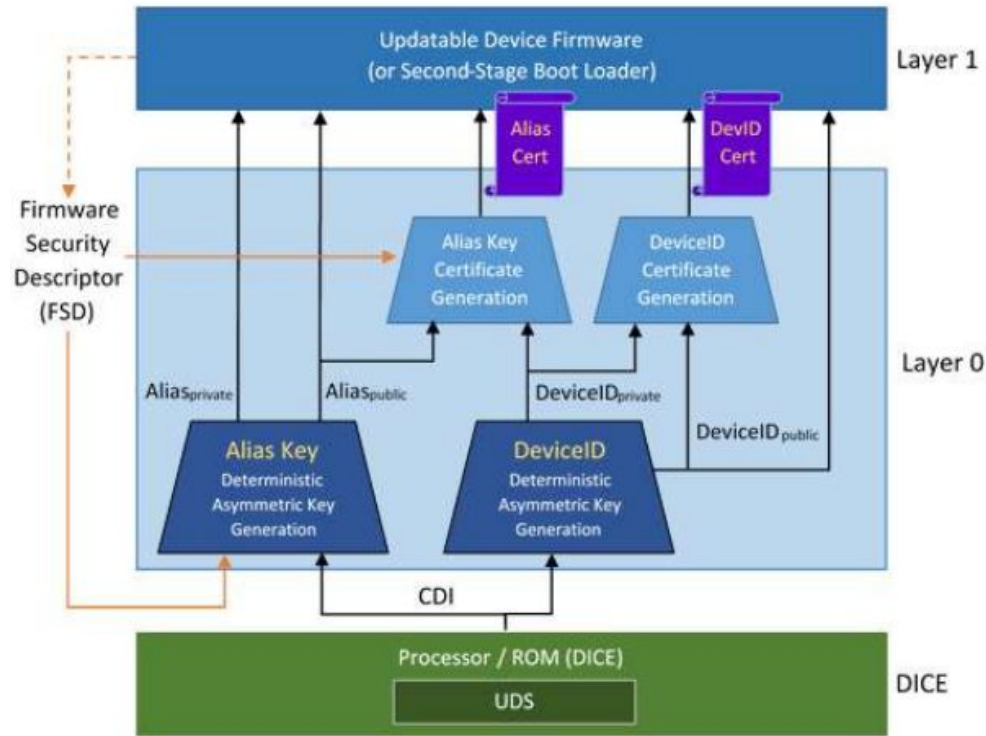 Updatable Device Firmware
(or Second-Stage Boot Loader)
Layer 1
Alias
Cert
DevID
Cert
Firmware
Security
Descriptor
(FSD)
Alias Key
Certificate
Generation
DeviceID
Certificate
Generation
Layer 0
Aliasprivate
Aliaspublic
DeviceIDprivate
DeviceIDpublic
Alias Key
Deterministic
Asymmetric Key
Generation
DeviceID
Deterministic
Asymmetric Key
Generation
CDI
Processor / ROM (DICE)
UDS
DICE